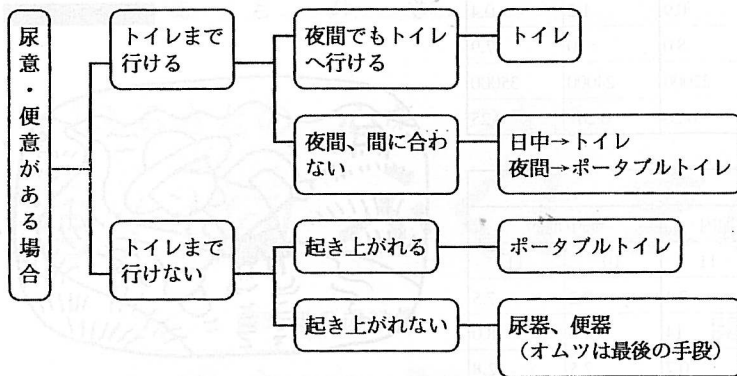 尿意・便意がある場合
トイレまで
行ける
夜間でもトイレ
へ行ける
トイレ
夜間、間に合わ
ない
日中→トイレ
夜間→ポータブルトイレ
トイレまで
行けない
起き上がれる
ポータブルトイレ
起き上がれない
尿器、便器
（オムツは最後の手段）